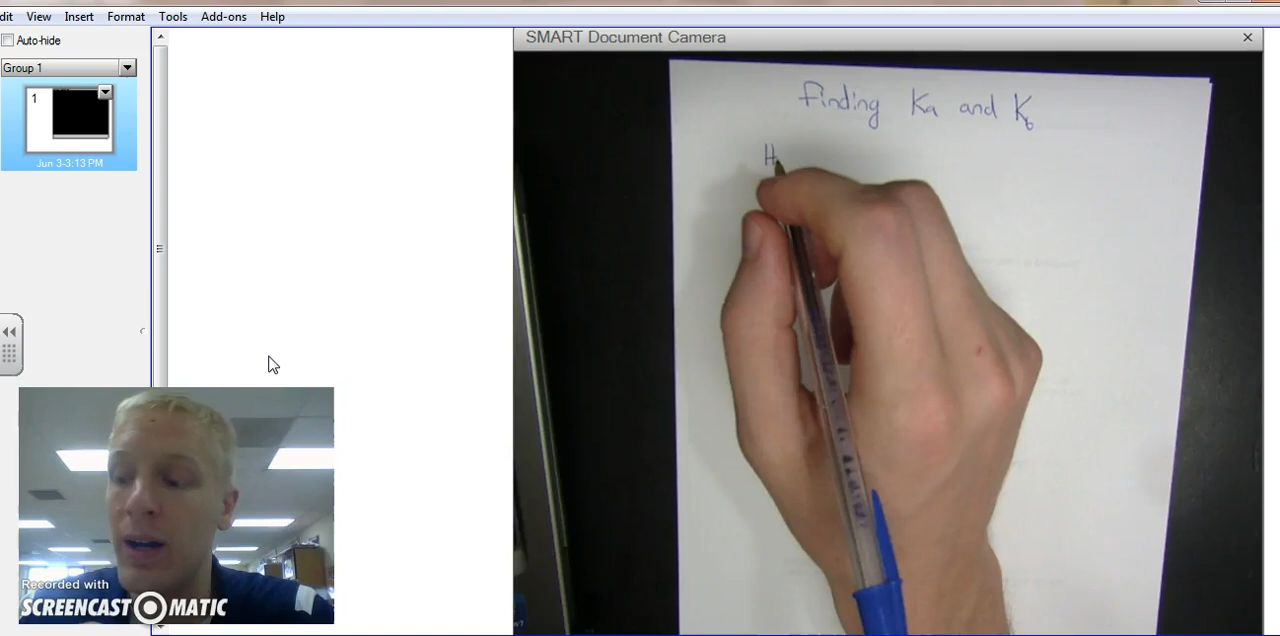 dit View Insert Format Tools Add-ons Help
Auto-hide
SMART Document Camera
Group 1
1
Jun 3-3:13 PM
finding Ka and Kb
H
Recorded with
SCREENCAST O MATIC